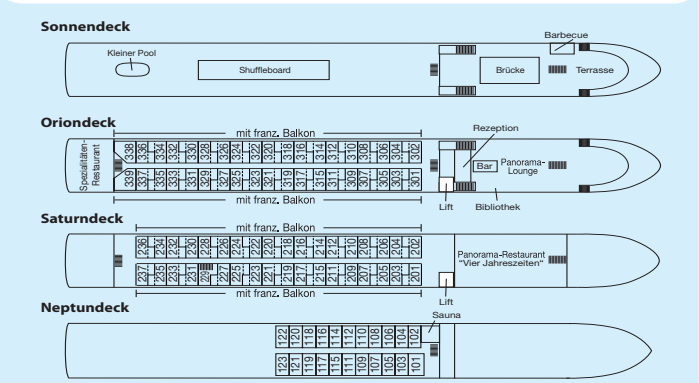 Sonnendeck
Barbecue
Kleiner Pool
Shuffleboard
Brücke
Terrasse
Oriondeck
mit franz. Balkon
Rezeption
Spezialitäten-
Restaurant
338 336 334 332 330 328 326 324 322 320 318 316 314 312 310 308 306 304 302
339 337 335 333 331 329 327 325 323 321 319 317 315 311 309 307 305 303 301
Bar
Panorama-
Lounge
mit franz. Balkon
Lift
Bibliothek
Saturndeck
mit franz. Balkon
236 234 232 230 228 226 224 222 220 218 216 214 212 210 208 206 204 202
237 235 233 231 229 227 225 223 221 219 217 215 211 209 207 205 203 201
Panorama-Restaurant
"Vier Jahreszeiten"
mit franz. Balkon
Lift
Neptundeck
Sauna
122 120 118 116 114 112 110 108 106 104 102
123 121 119 117 115 111 109 107 105 103 101